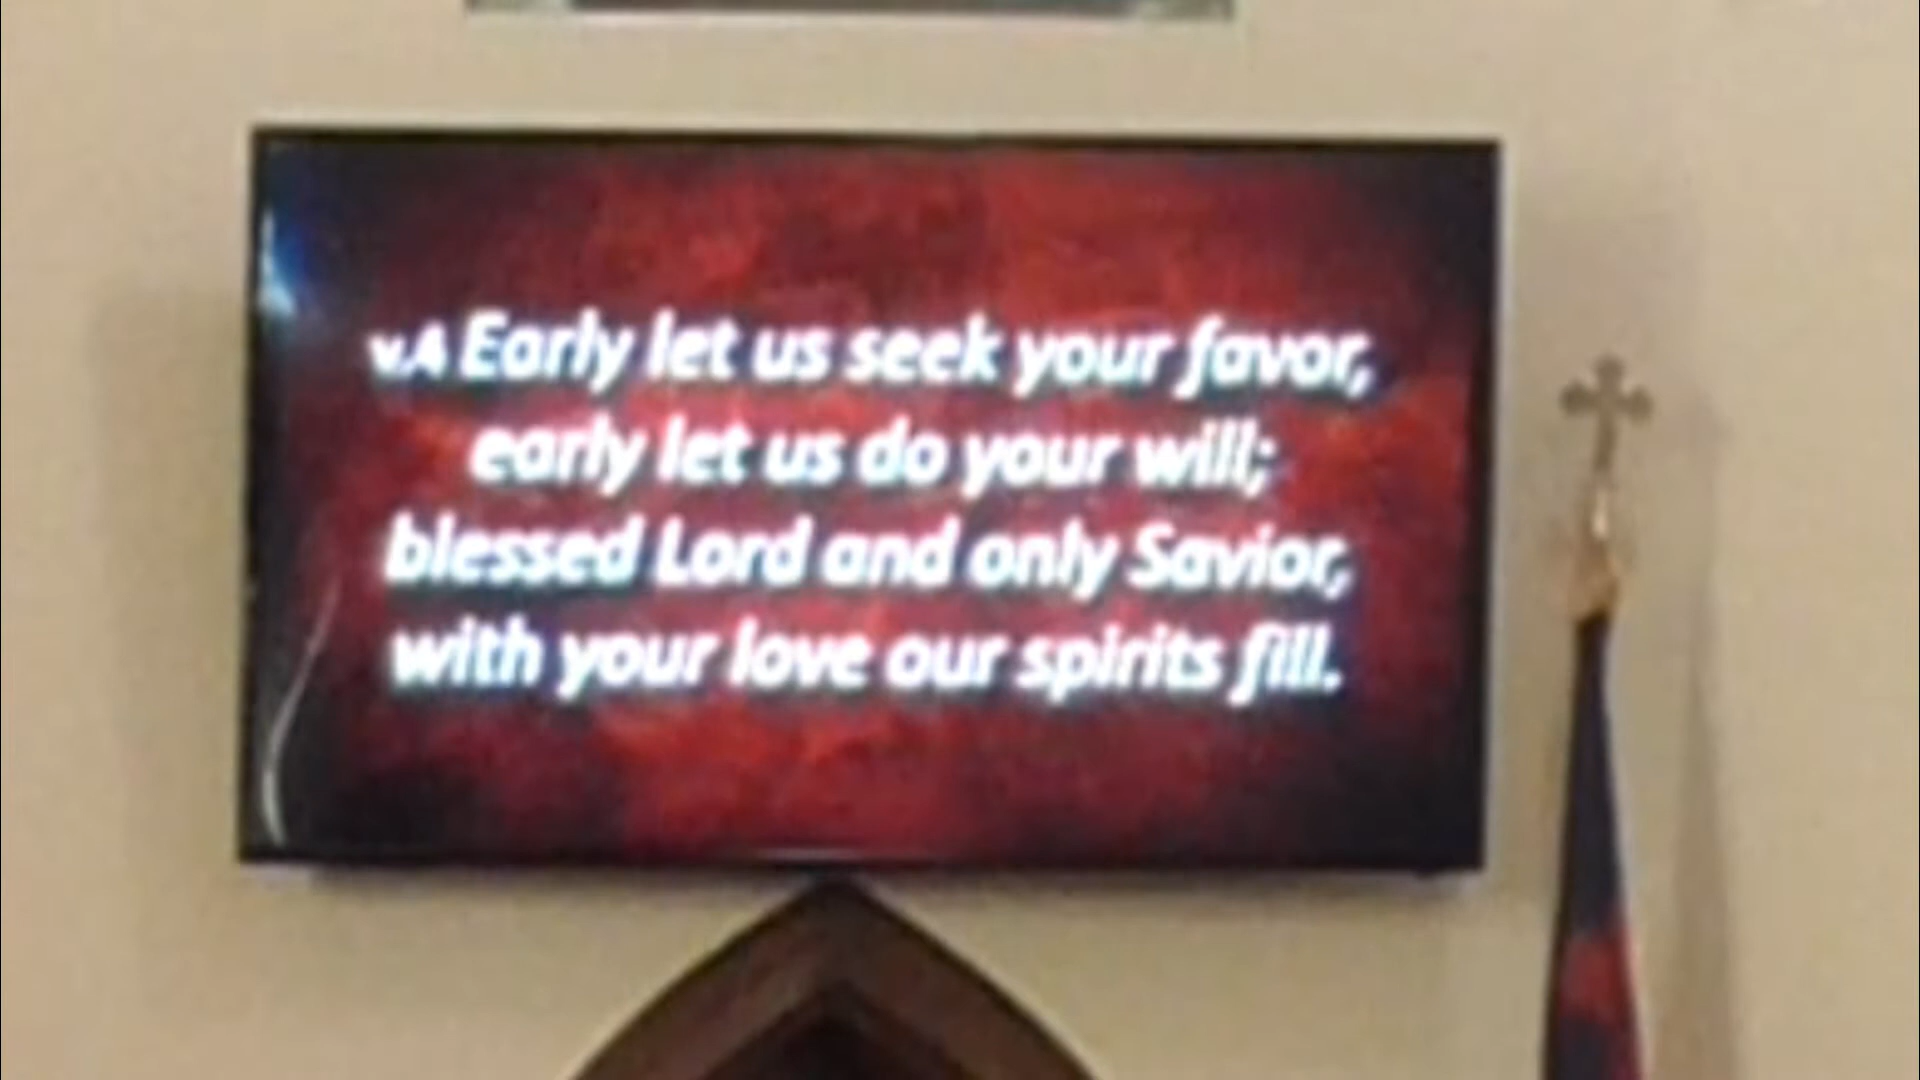 v.4 Early let us seek your favor,
early let us do your will;
blessed Lord and only Savior,
with your love our spirits fill.